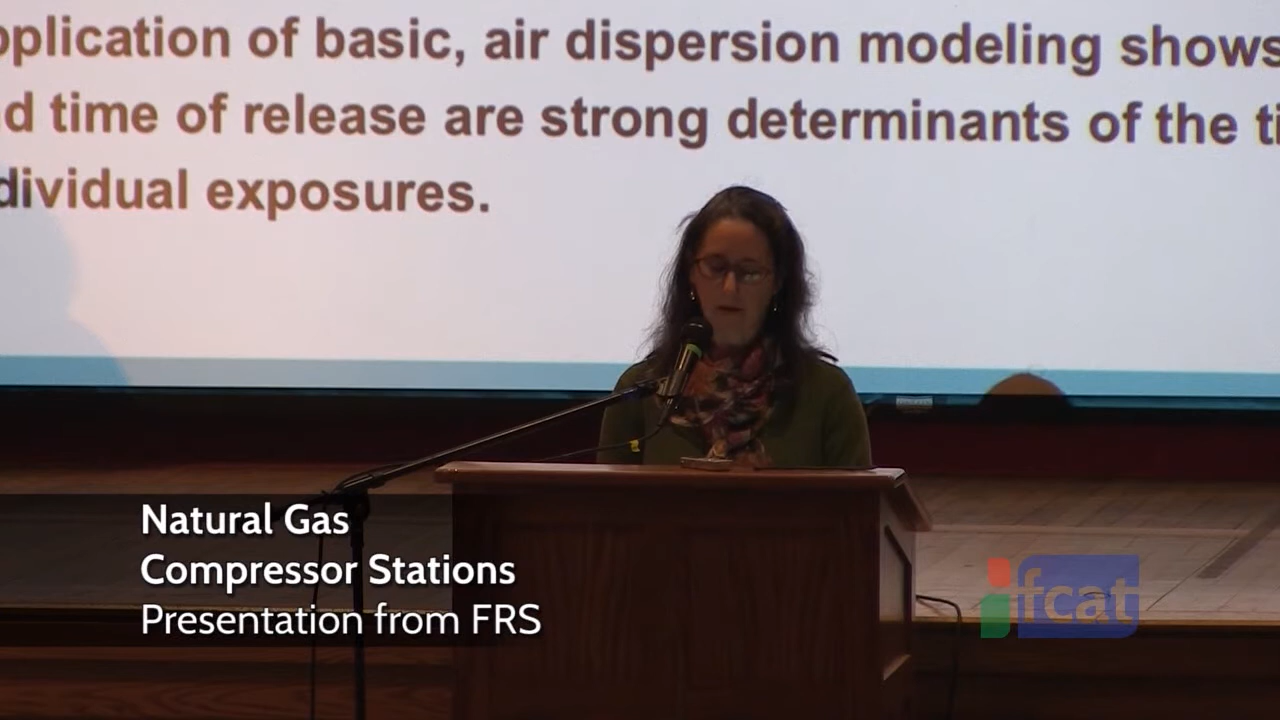 pplication of basic, air dispersion modeling shows
d time of release are strong determinants of the
dividual exposures.
Natural Gas
Compressor Stations
Presentation from FRS
fcat